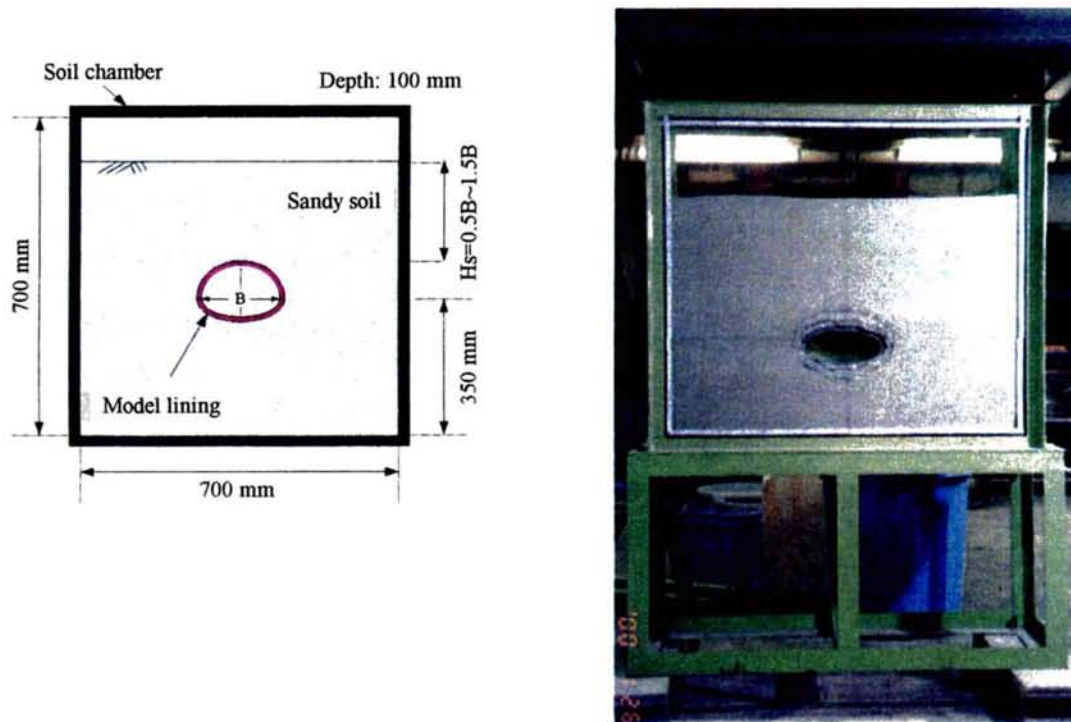 Soil chamber
Depth: 100 mm
Sandy soil
Hs=0.5B~1.5B
700 mm
B
350 mm
Model lining
700 mm